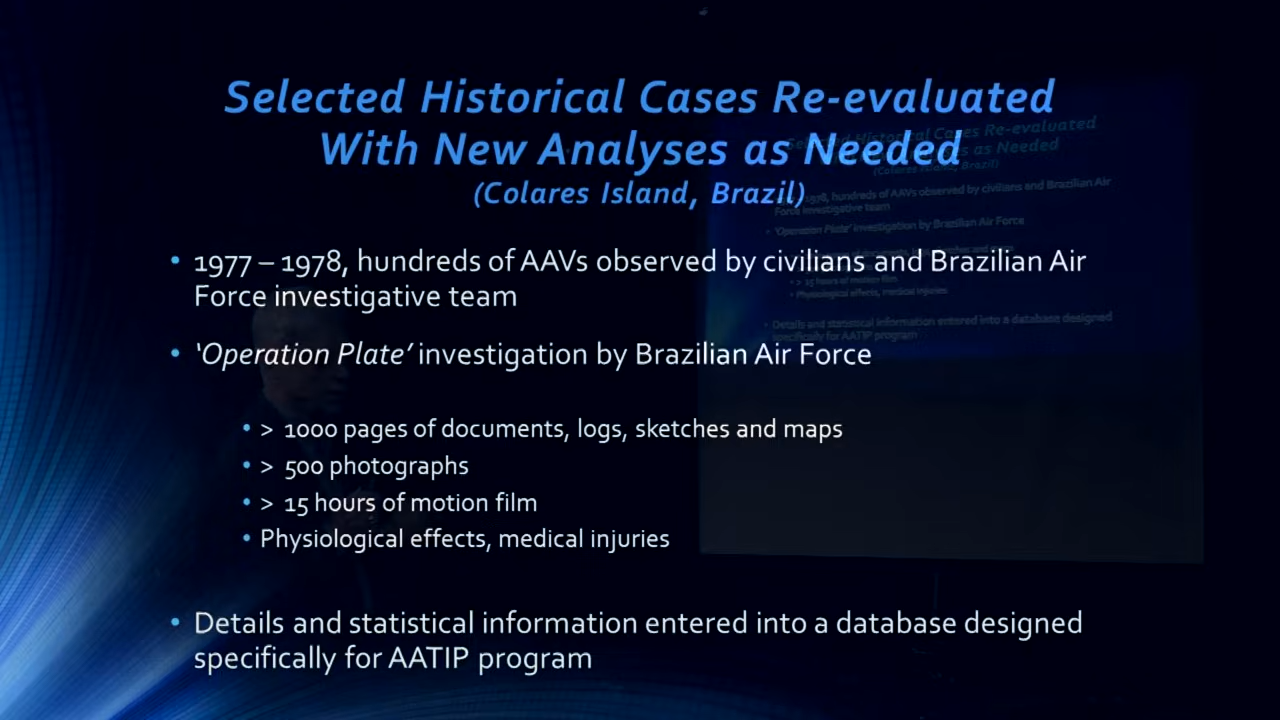 Selected Historical Cases Re-evaluated
With New Analyses as Needed
(Colares Island, Brazil)
• 1977 – 1978, hundreds of AAVs observed by civilians and Brazilian Air
Force investigative team
• ‘Operation Plate’ investigation by Brazilian Air Force
• > 1000 pages of documents, logs, sketches and maps
• > 500 photographs
• > 15 hours of motion film
• Physiological effects, medical injuries
• Details and statistical information entered into a database designed
specifically for AATIP program